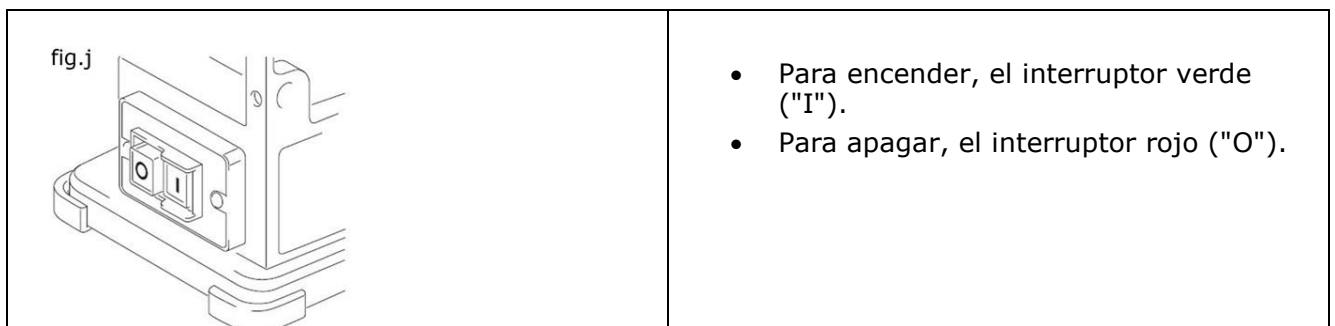 fig.j
O I
• Para encender, el interruptor verde
("I").
• Para apagar, el interruptor rojo ("O").